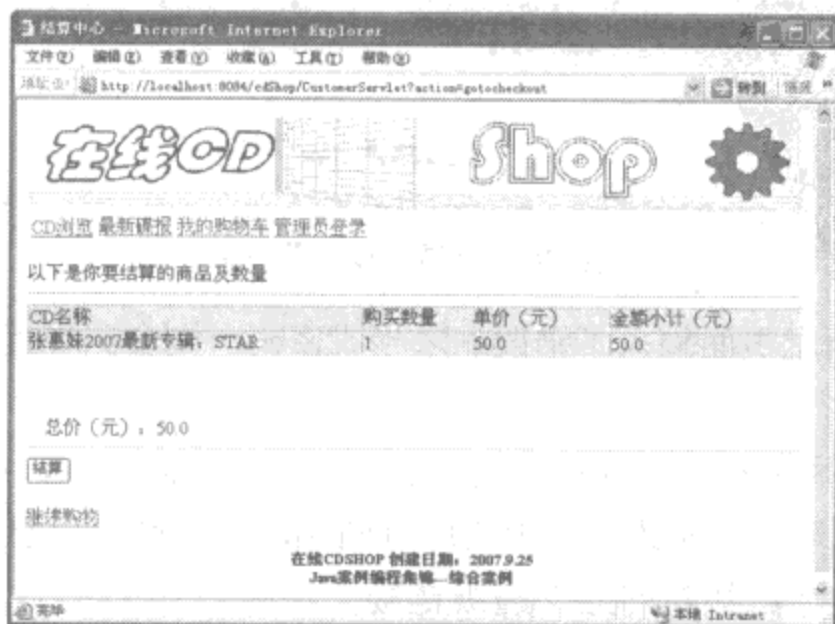 结算中心 - Microsoft Internet Explorer
文件(F) 编辑(E) 查看(V) 收藏(A) 工具(T) 帮助(H)
http://localhost:8084/cdShop/CustomerServlet?action=gotocheckout 转到
在线CD Shop
CD浏览 最新碟报 我的购物车 管理员登录
以下是你要结算的商品及数量
CD名称 购买数量 单价（元） 金额小计（元）
张惠妹2007最新专辑：STAR 1 50.0 50.0
总价（元）：50.0
结算
继续购物
在线CDSHOP 创建日期：2007.9.25
Java案例编程集锦--综合案例
完毕 本地 Intranet